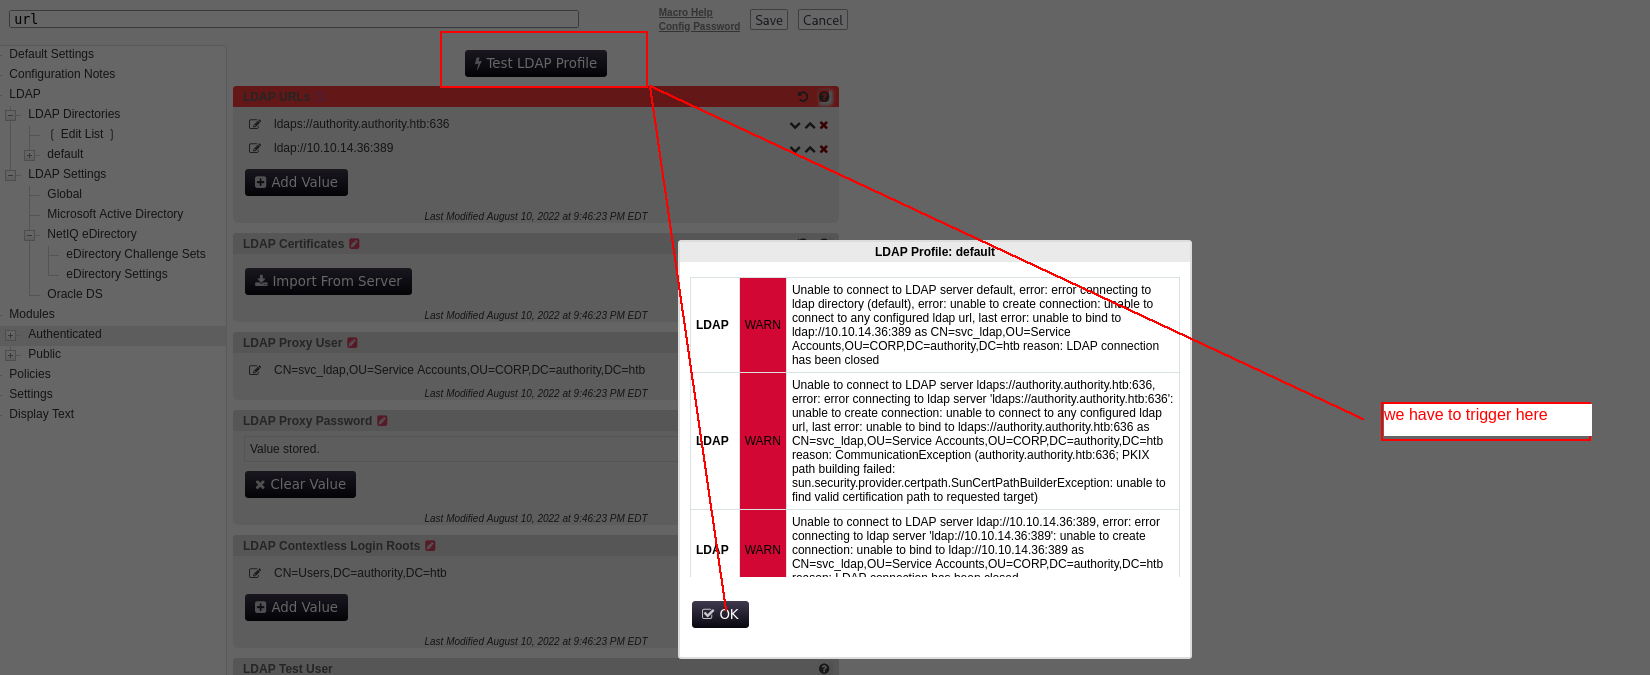 url
Macro Help
Config Password
Save
Cancel
Default Settings
Configuration Notes
LDAP
LDAP Directories
[ Edit List ]
default
LDAP Settings
Global
Microsoft Active Directory
NetIQ eDirectory
eDirectory Challenge Sets
eDirectory Settings
Oracle DS
Modules
Authenticated
Public
Policies
Settings
Display Text
Test LDAP Profile
LDAP URLs
ldaps://authority.authority.htb:636
ldap://10.10.14.36:389
Add Value
Last Modified August 10, 2022 at 9:46:23 PM EDT
LDAP Certificates
Import From Server
Last Modified August 10, 2022 at 9:46:23 PM EDT
LDAP Proxy User
CN=svc_ldap,OU=Service Accounts,OU=CORP,DC=authority,DC=htb
Last Modified August 10, 2022 at 9:46:23 PM EDT
LDAP Proxy Password
Value stored.
Clear Value
Last Modified August 10, 2022 at 9:46:23 PM EDT
LDAP Contextless Login Roots
CN=Users,DC=authority,DC=htb
Add Value
Last Modified August 10, 2022 at 9:46:23 PM EDT
LDAP Test User
LDAP Profile: default
LDAP
WARN
Unable to connect to LDAP server default, error: error connecting to
ldap directory (default), error: unable to create connection: unable to
connect to any configured ldap url, last error: unable to bind to
ldap://10.10.14.36:389 as CN=svc_ldap,OU=Service
Accounts,OU=CORP,DC=authority,DC=htb reason: LDAP connection
has been closed
LDAP
WARN
Unable to connect to LDAP server ldaps://authority.authority.htb:636,
error: error connecting to ldap server 'ldaps://authority.authority.htb:636':
unable to create connection: unable to connect to any configured ldap
url, last error: unable to bind to ldaps://authority.authority.htb:636 as
CN=svc_ldap,OU=Service Accounts,OU=CORP,DC=authority,DC=htb
reason: CommunicationException (authority.authority.htb:636; PKIX
path building failed:
sun.security.provider.certpath.SunCertPathBuilderException: unable to
find valid certification path to requested target)
LDAP
WARN
Unable to connect to LDAP server ldap://10.10.14.36:389, error: error
connecting to ldap server 'ldap://10.10.14.36:389': unable to create
connection: unable to bind to ldap://10.10.14.36:389 as
CN=svc_ldap,OU=Service Accounts,OU=CORP,DC=authority,DC=htb
reason: LDAP connection has been closed
OK
we have to trigger here